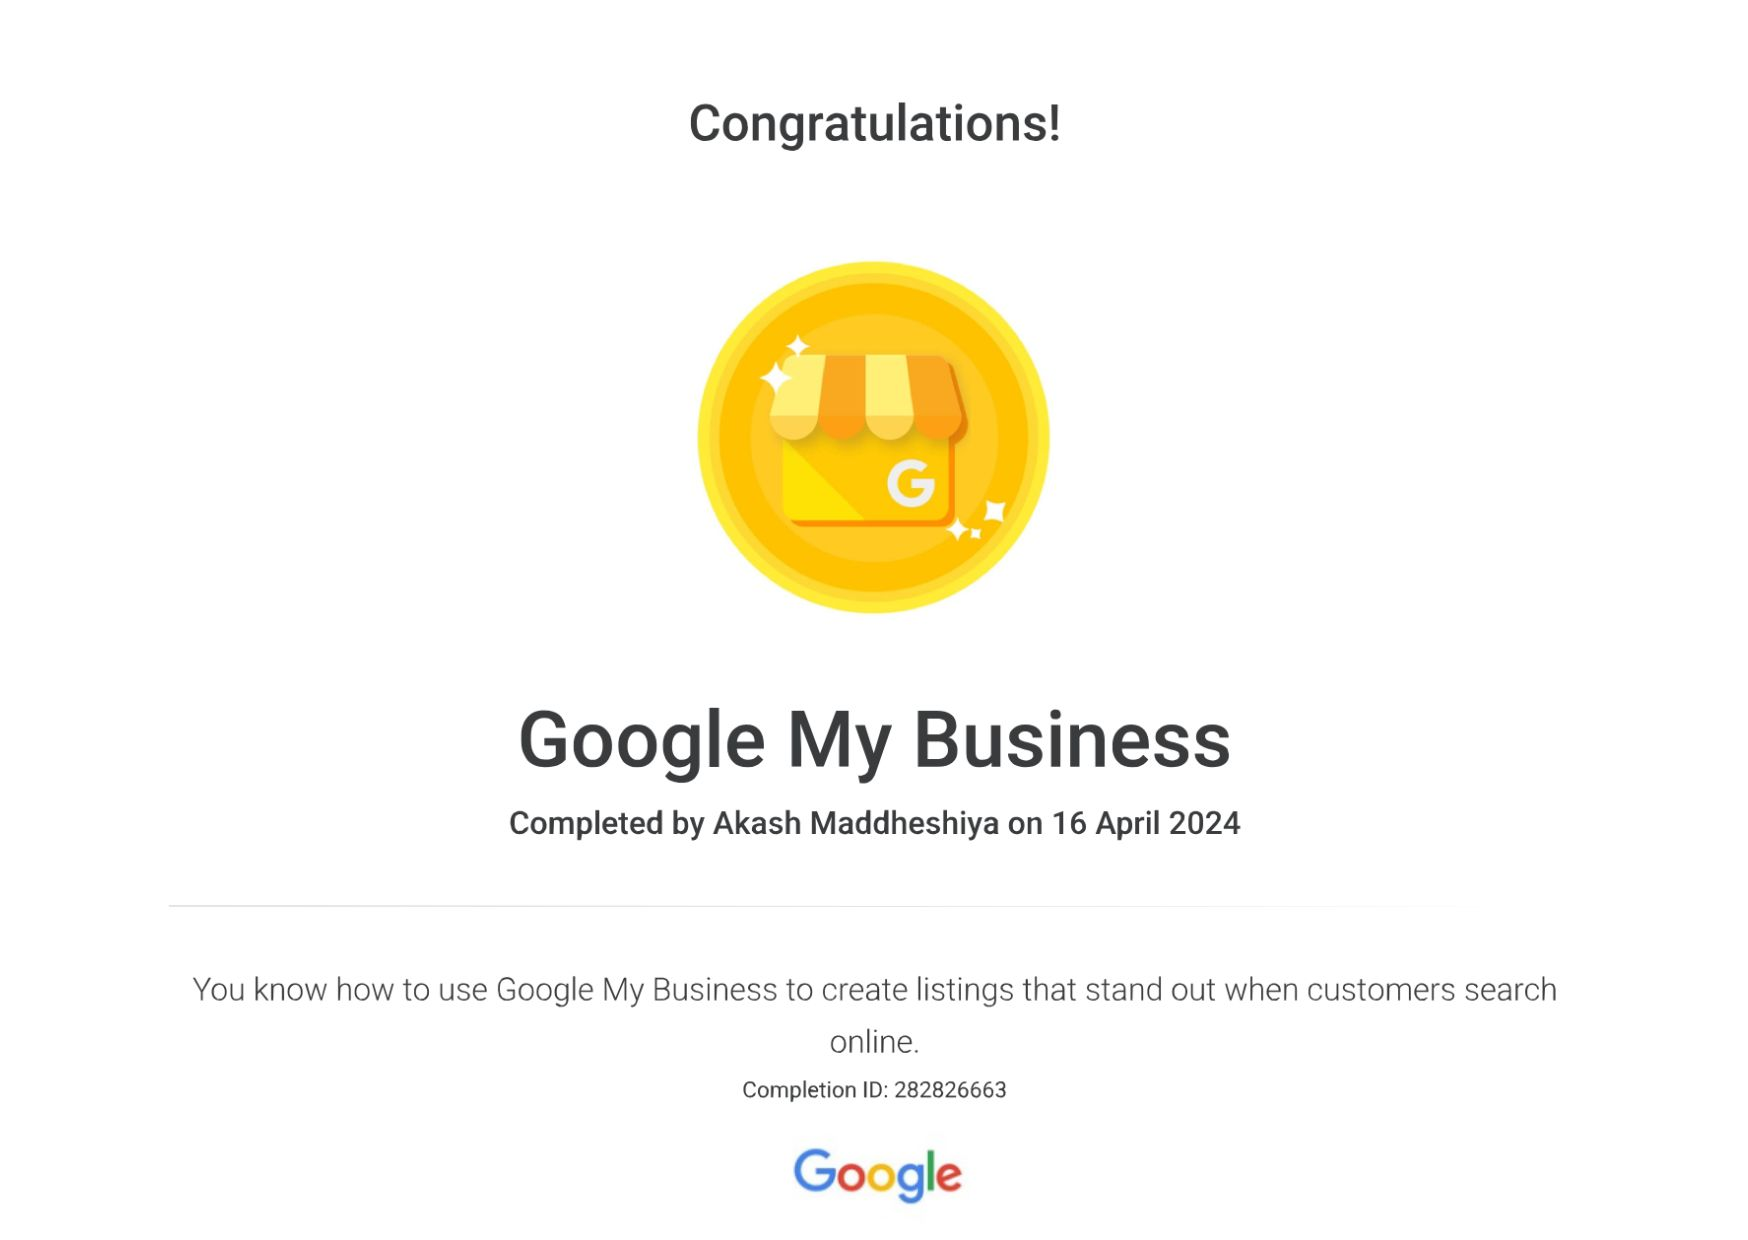 Congratulations!
G
Google My Business
Completed by Akash Maddheshiya on 16 April 2024
You know how to use Google My Business to create listings that stand out when customers search
online.
Completion ID: 282826663
Google